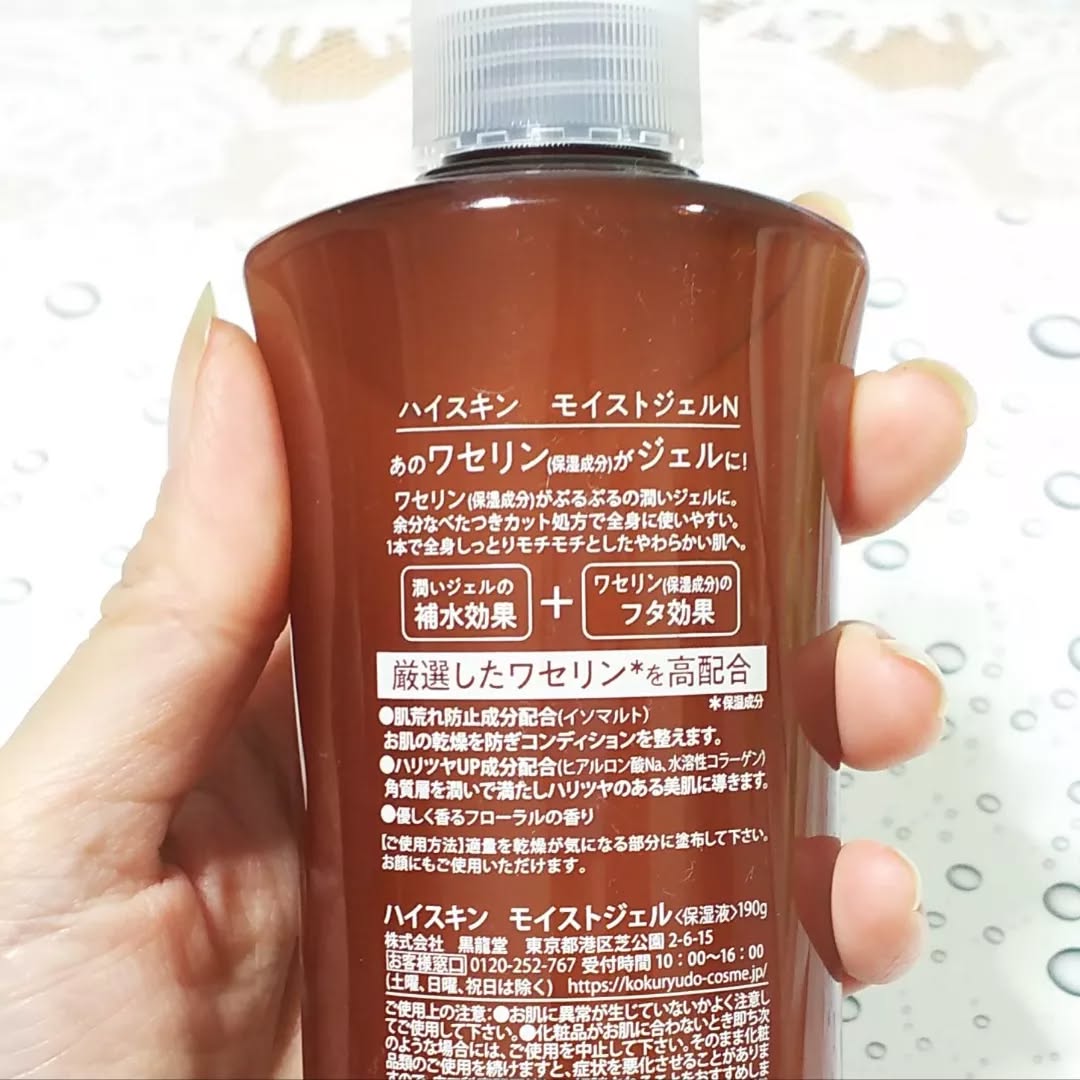 ハイスキン モイストジェルN
あのワセリン(保湿成分)がジェルに!
ワセリン(保湿成分)がぷるぷるの潤いジェルに。
余分なべたつきカット処方で全身に使いやすい。
1本で全身しっとりモチモチとしたやわらかい肌へ。
潤いジェルの
補水効果
+
ワセリン(保湿成分)の
フタ効果
厳選したワセリン*を高配合
*保湿成分
●肌荒れ防止成分配合(イソマルト)
お肌の乾燥を防ぎコンディションを整えます。
●ハリツヤUP成分配合(ヒアルロン酸Na、水溶性コラーゲン)
角質層を潤いで満たしハリツヤのある美肌に導きます。
●優しく香るフローラルの香り
[ご使用方法]適量を乾燥が気になる部分に塗布して下さい。
お顔にもご使用いただけます。
ハイスキン モイストジェル〈保湿液〉190g
株式会社 黒龍堂 東京都港区芝公園2-6-15
お客様窓口 0120-252-767 受付時間10:00~16:00
(土曜、日曜、祝日は除く) https://kokuryudo-cosme.jp/
ご使用上の注意:●お肌に異常が生じていないかよく注意し
てご使用して下さい。●化粧品がお肌に合わないとき即ち次
のような場合には、ご使用を中止して下さい。そのまま化粧
品類のご使用を続けますと、症状を悪化させることがありま